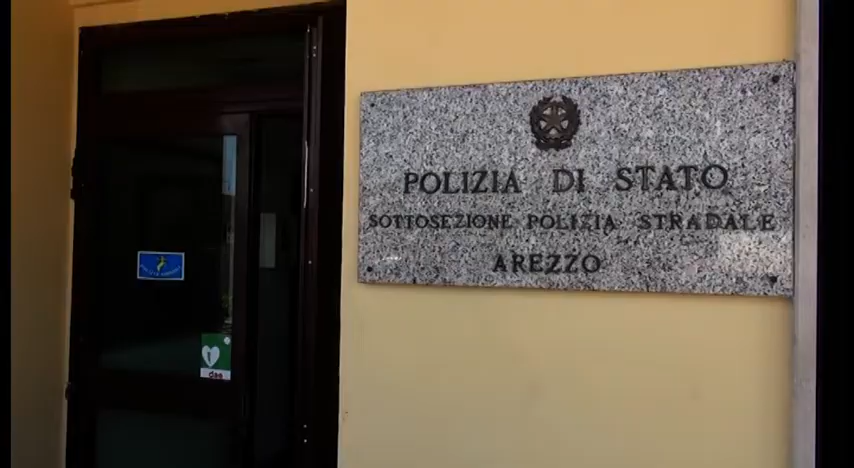 POLIZIA DI STATO
SOTTOSEZIONE POLIZIA STRADALE
AREZZO
dae